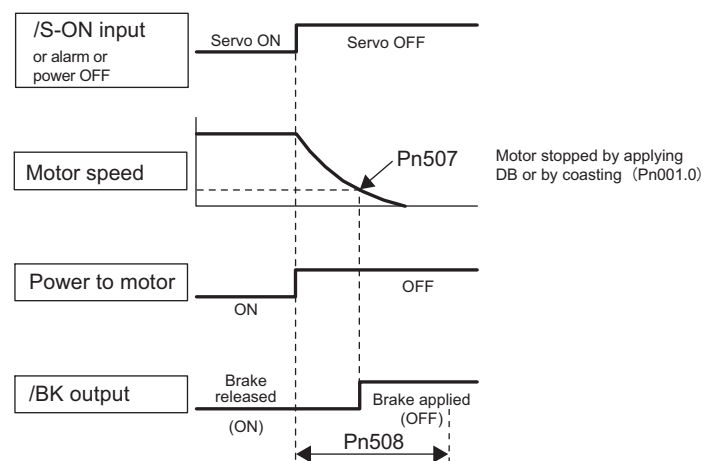 /S-ON input
or alarm or
power OFF
Servo ON
Servo OFF
Motor speed
Pn507
Motor stopped by applying
DB or by coasting (Pn001.0)
Power to motor
ON
OFF
/BK output
Brake
released
(ON)
Brake applied
(OFF)
Pn508